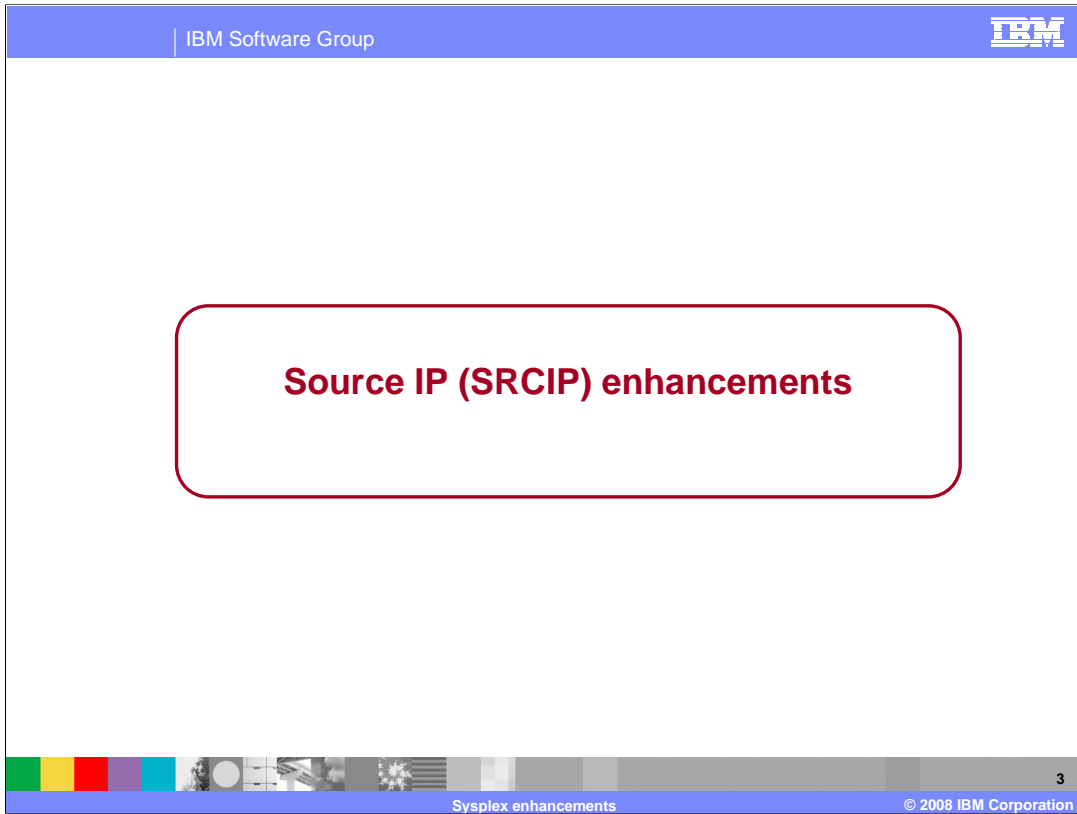 IBM Software Group
IBM
Source IP (SRCIP) enhancements
3
Sysplex enhancements
© 2008 IBM Corporation